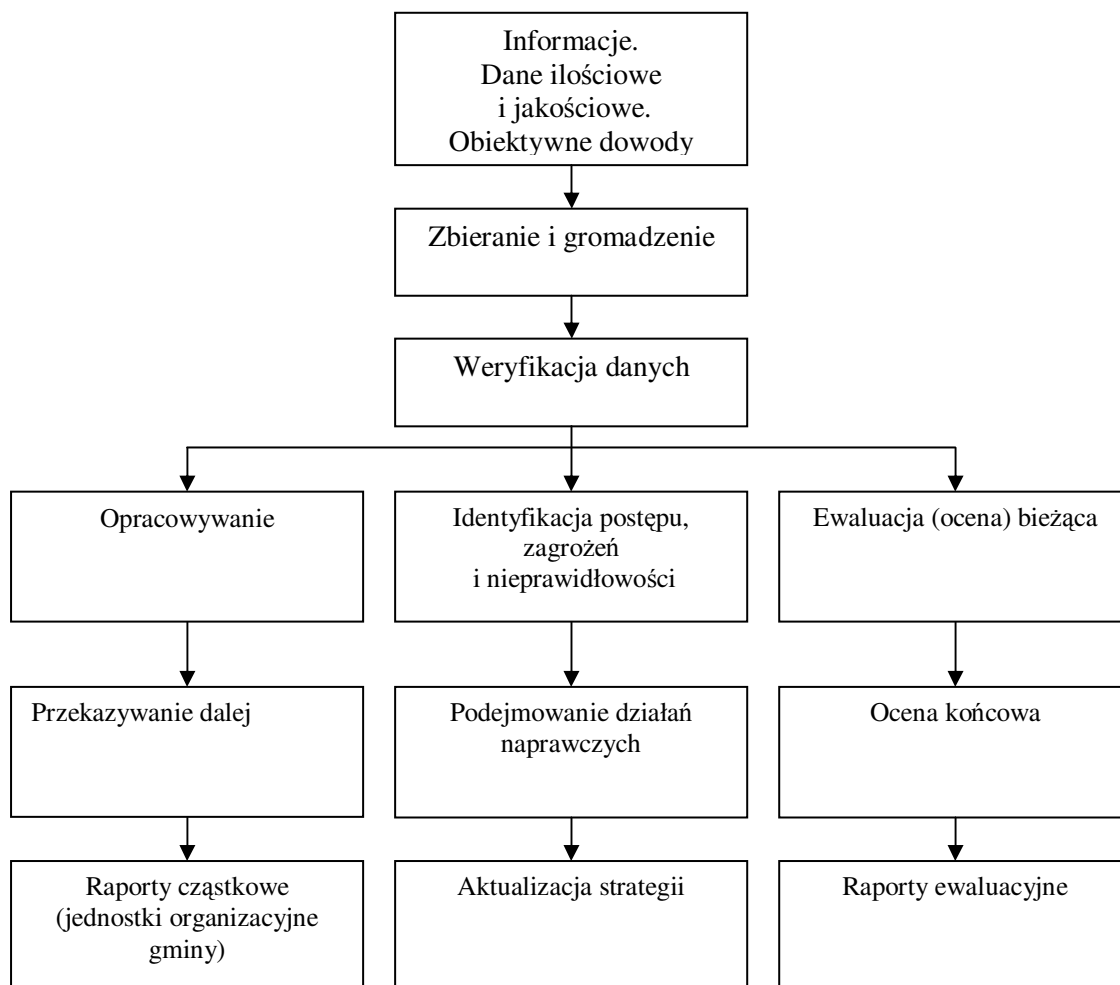 Informacje.
Dane ilościowe
i jakościowe.
Obiektywne dowody
Zbieranie i gromadzenie
Weryfikacja danych
Opracowywanie
Identyfikacja postępu,
zagrożeń
i nieprawidłowości
Ewaluacja (ocena) bieżąca
Przekazywanie dalej
Podejmowanie działań
naprawczych
Ocena końcowa
Raporty cząstkowe
(jednostki organizacyjne
gminy)
Aktualizacja strategii
Raporty ewaluacyjne